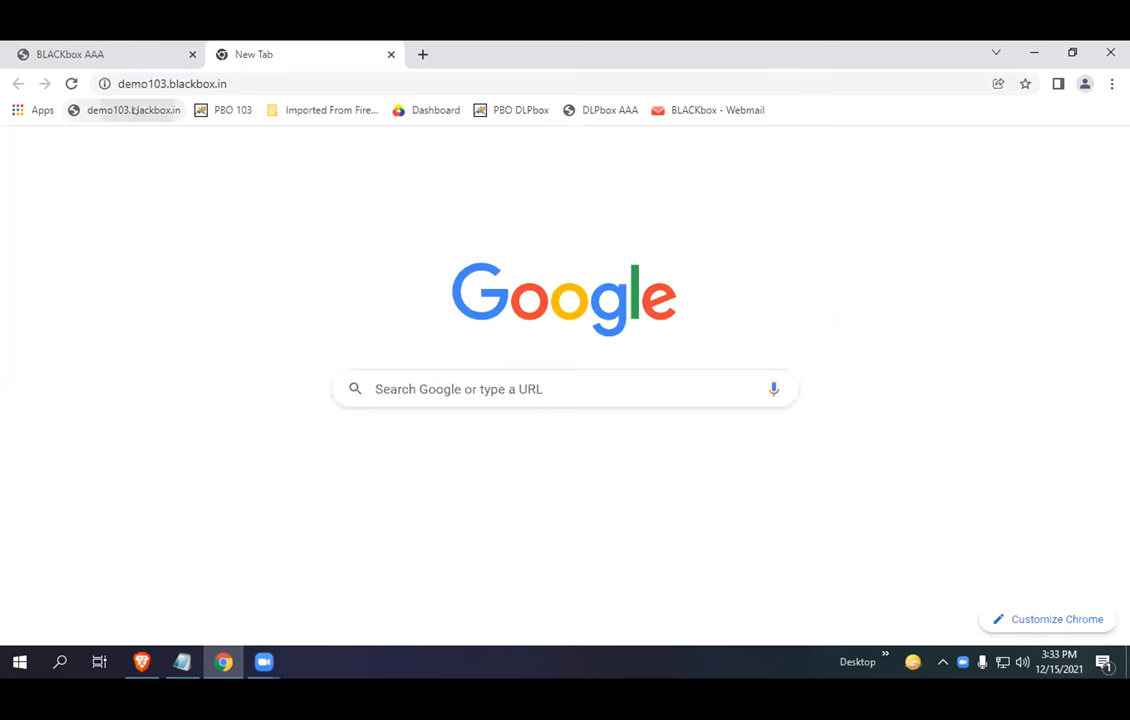 BLACKbox AAA
New Tab
demo103.blackbox.in
Apps demo103.blackbox.in PBO 103 Imported From Fire... Dashboard PBO DLPbox DLPbox AAA BLACKbox - Webmail
Google
Search Google or type a URL
Customize Chrome
Desktop
3:33 PM
12/15/2021
1